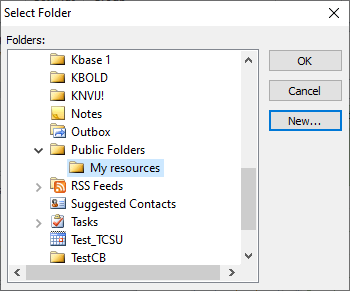 Select Folder
Folders:
Kbase 1
KBOLD
KNVIJ!
Notes
Outbox
Public Folders
My resources
RSS Feeds
Suggested Contacts
Tasks
Test_TCSU
TestCB
OK
Cancel
New...